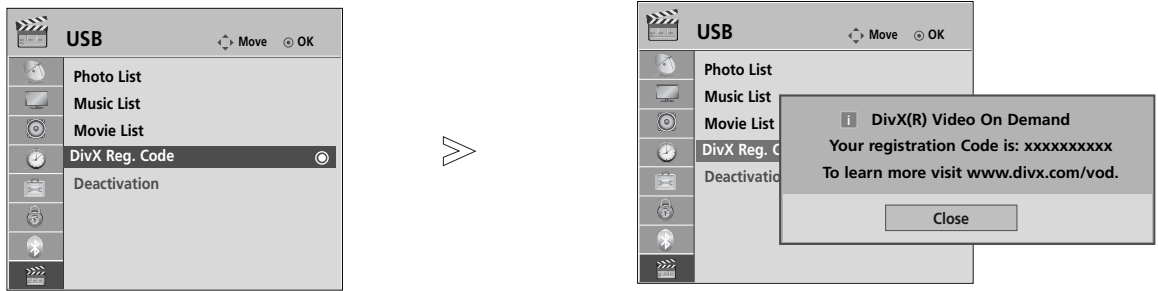 USB Move OK
Photo List
Music List
Movie List
DivX Reg. Code
Deactivation
USB Move OK
Photo List
Music List
Movie List
DivX Reg. C
Deactivatio
i DivX(R) Video On Demand
Your registration Code is: xxxxxxxxxx
To learn more visit www.divx.com/vod.
Close